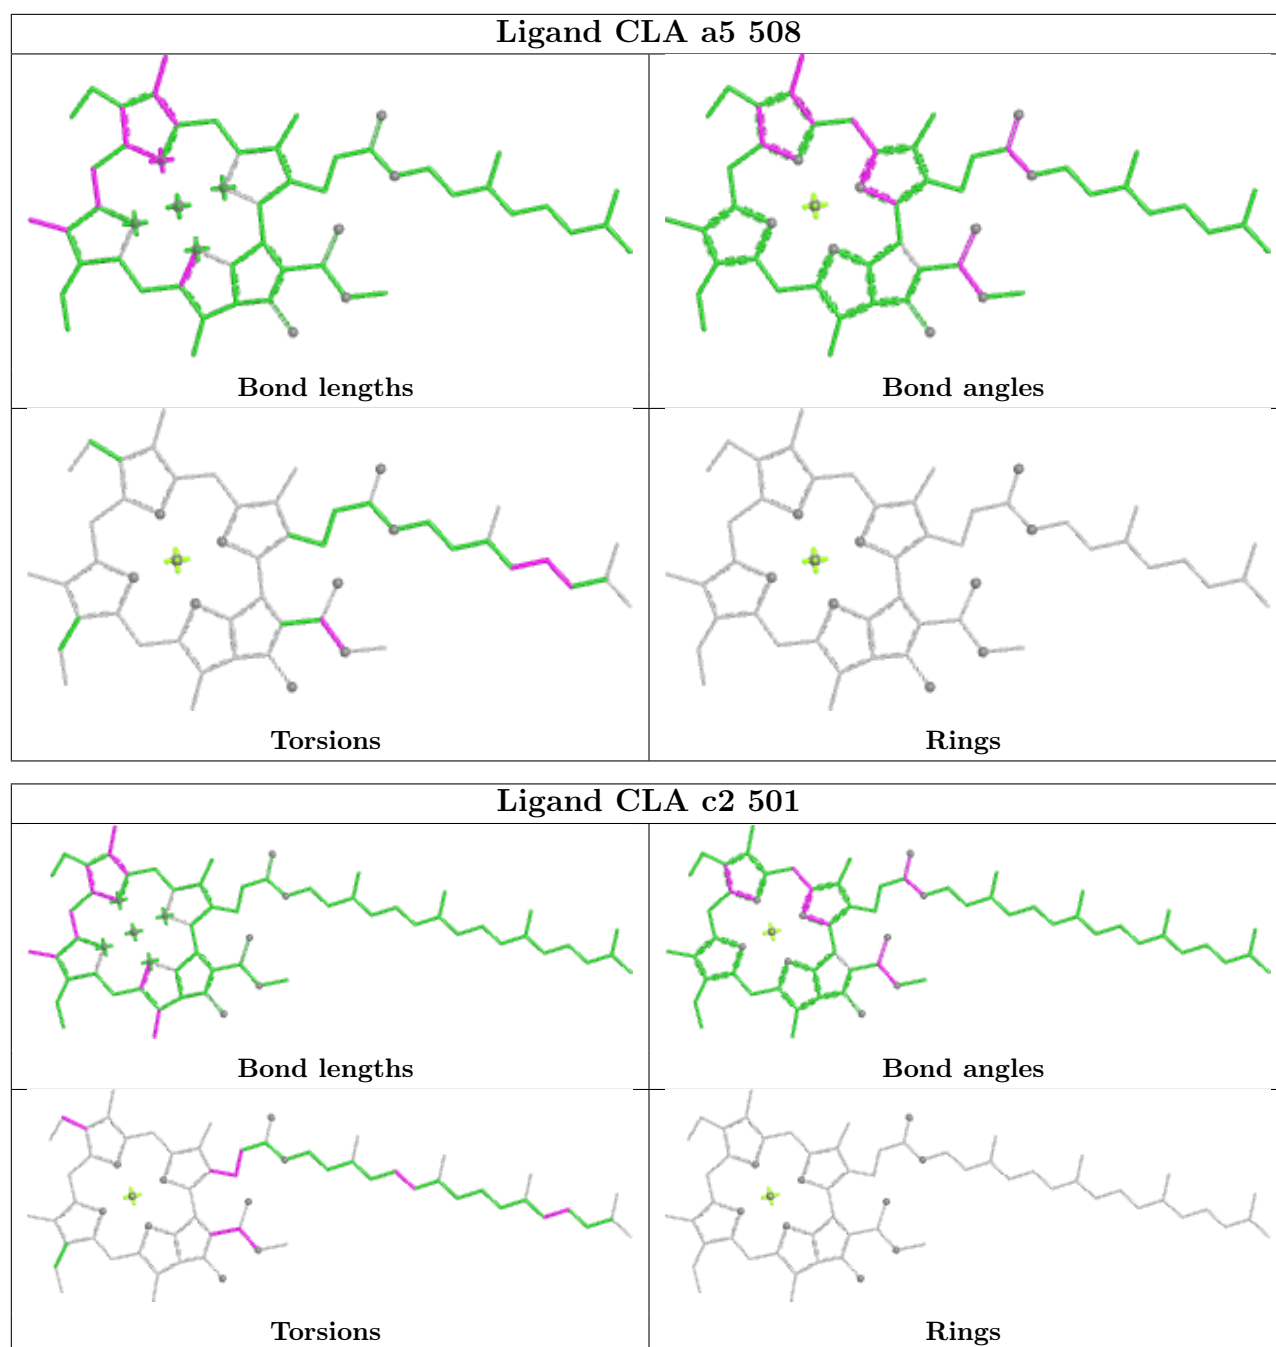 Ligand CLA a5 508
Bond lengths
Bond angles
Torsions
Rings
Ligand CLA c2 501
Bond lengths
Bond angles
Torsions
Rings